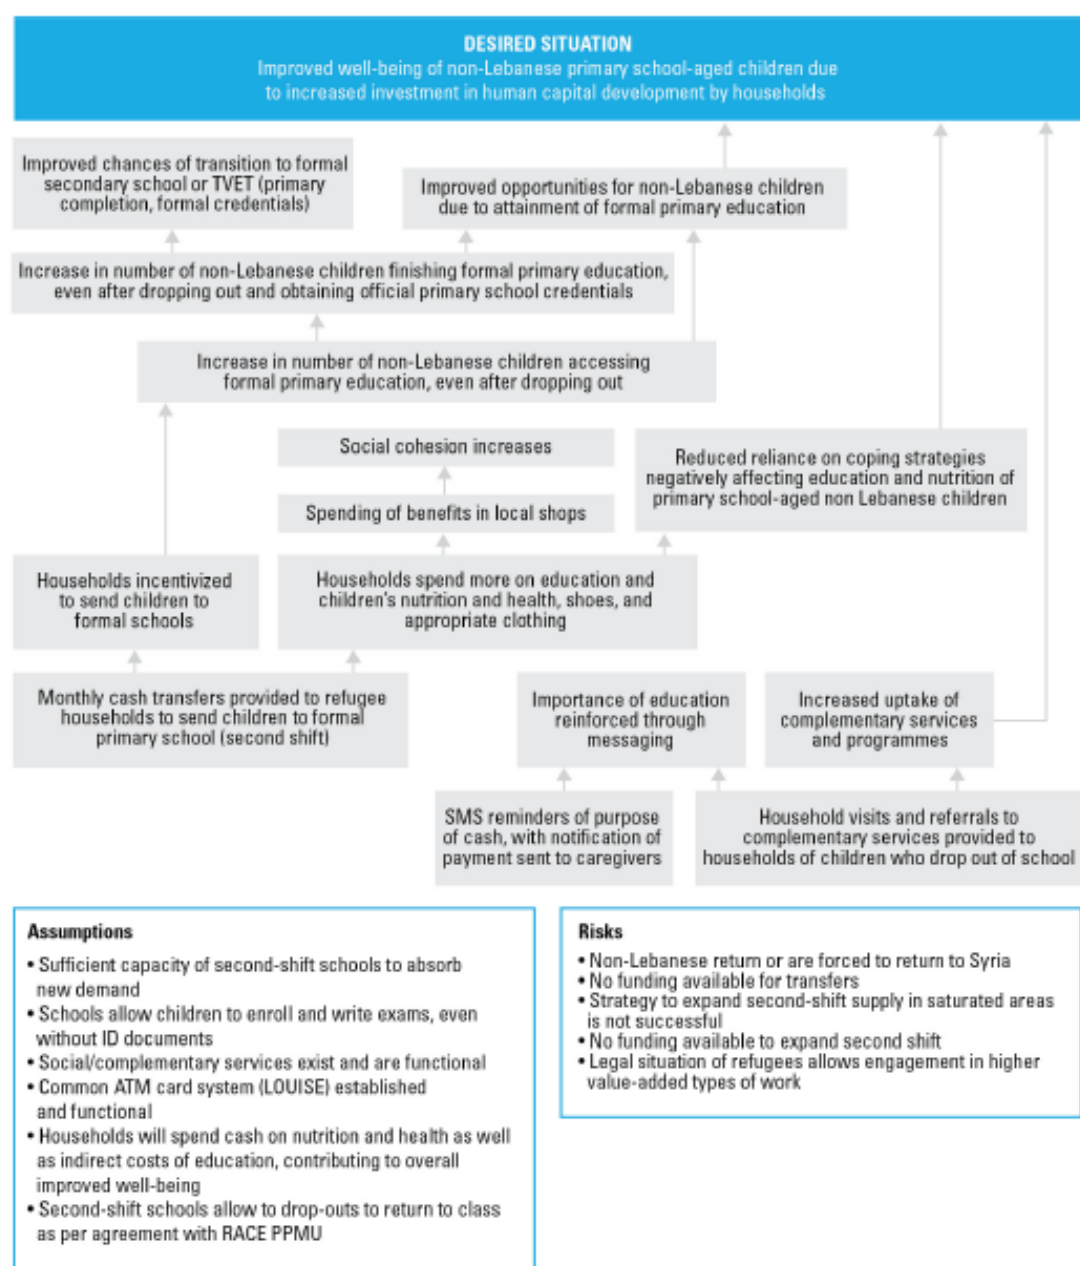 DESIRED SITUATION
Improved well-being of non-Lebanese primary school-aged children due
to increased investment in human capital development by households
Improved chances of transition to formal
secondary school or TVET (primary
completion, formal credentials)
Improved opportunities for non-Lebanese children
due to attainment of formal primary education
Increase in number of non-Lebanese children finishing formal primary education,
even after dropping out and obtaining official primary school credentials
Increase in number of non-Lebanese children accessing
formal primary education, even after dropping out
Social cohesion increases
Reduced reliance on coping strategies
negatively affecting education and nutrition of
primary school-aged non Lebanese children
Spending of benefits in local shops
Households incentivized
to send children to
formal schools
Households spend more on education and
children's nutrition and health, shoes, and
appropriate clothing
Monthly cash transfers provided to refugee
households to send children to formal
primary school (second shift)
Importance of education
reinforced through
messaging
Increased uptake of
complementary services
and programmes
SMS reminders of purpose
of cash, with notification of
payment sent to caregivers
Household visits and referrals to
complementary services provided to
households of children who drop out of school
Assumptions
• Sufficient capacity of second-shift schools to absorb
new demand
• Schools allow children to enroll and write exams, even
without ID documents
• Social/complementary services exist and are functional
• Common ATM card system (LOUISE) established
and functional
• Households will spend cash on nutrition and health as well
as indirect costs of education, contributing to overall
improved well-being
• Second-shift schools allow to drop-outs to return to class
as per agreement with RACE PPMU
Risks
• Non-Lebanese return or are forced to return to Syria
• No funding available for transfers
• Strategy to expand second-shift supply in saturated areas
is not successful
• No funding available to expand second shift
• Legal situation of refugees allows engagement in higher
value-added types of work